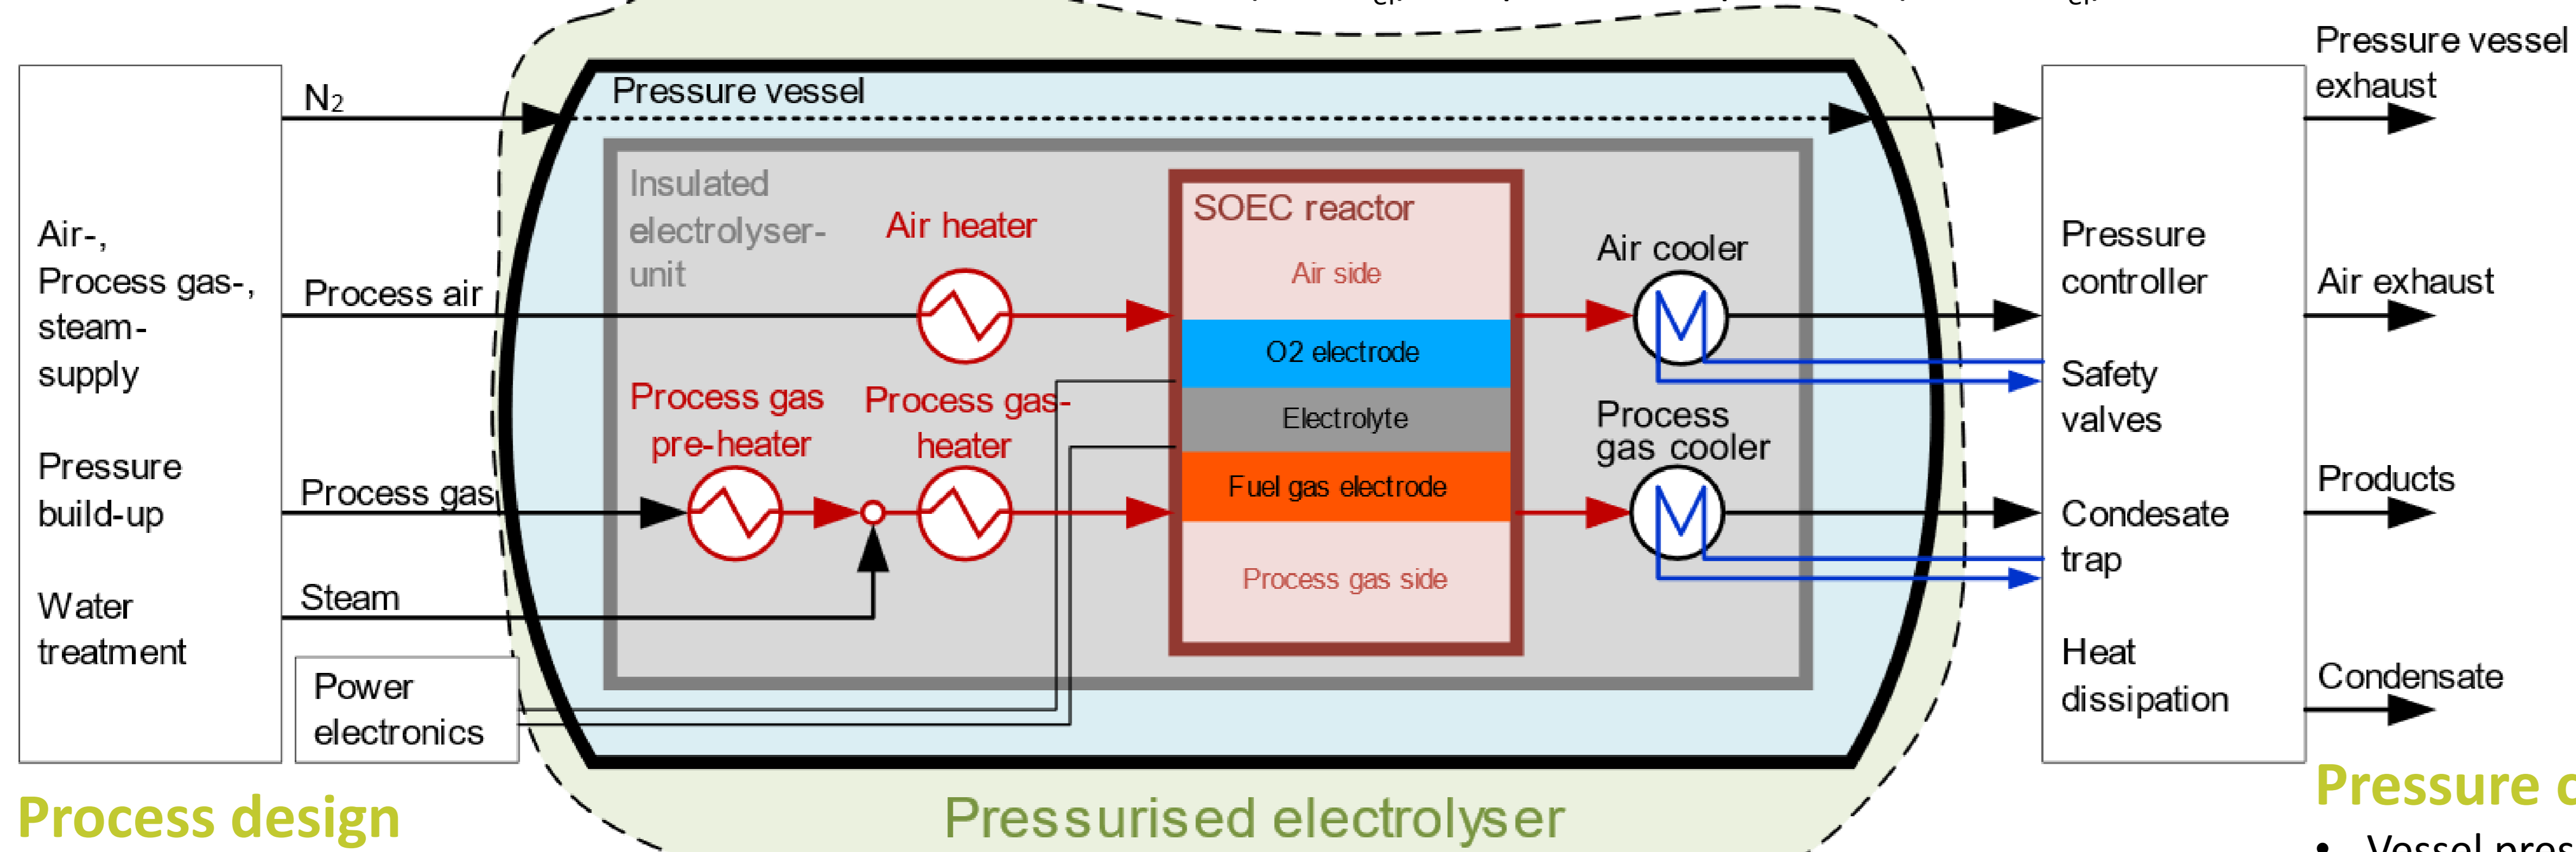 Pressure vessel
exhaust
N2
Pressure vessel
Insulated
electrolyser-
unit
Air heater
SOEC reactor
Air side
Air cooler
Air-,
Process gas-,
steam-
supply
Process air
Pressure
controller
Air exhaust
O2 electrode
Safety
valves
Process gas
pre-heater
Process gas-
heater
Electrolyte
Process
gas cooler
Pressure
build-up
Process gas
Fuel gas electrode
Condesate
trap
Products
Process gas side
Water
treatment
Steam
Power
electronics
Heat
dissipation
Condensate
Process design
Pressurised electrolyser
Pressure
• Vessel